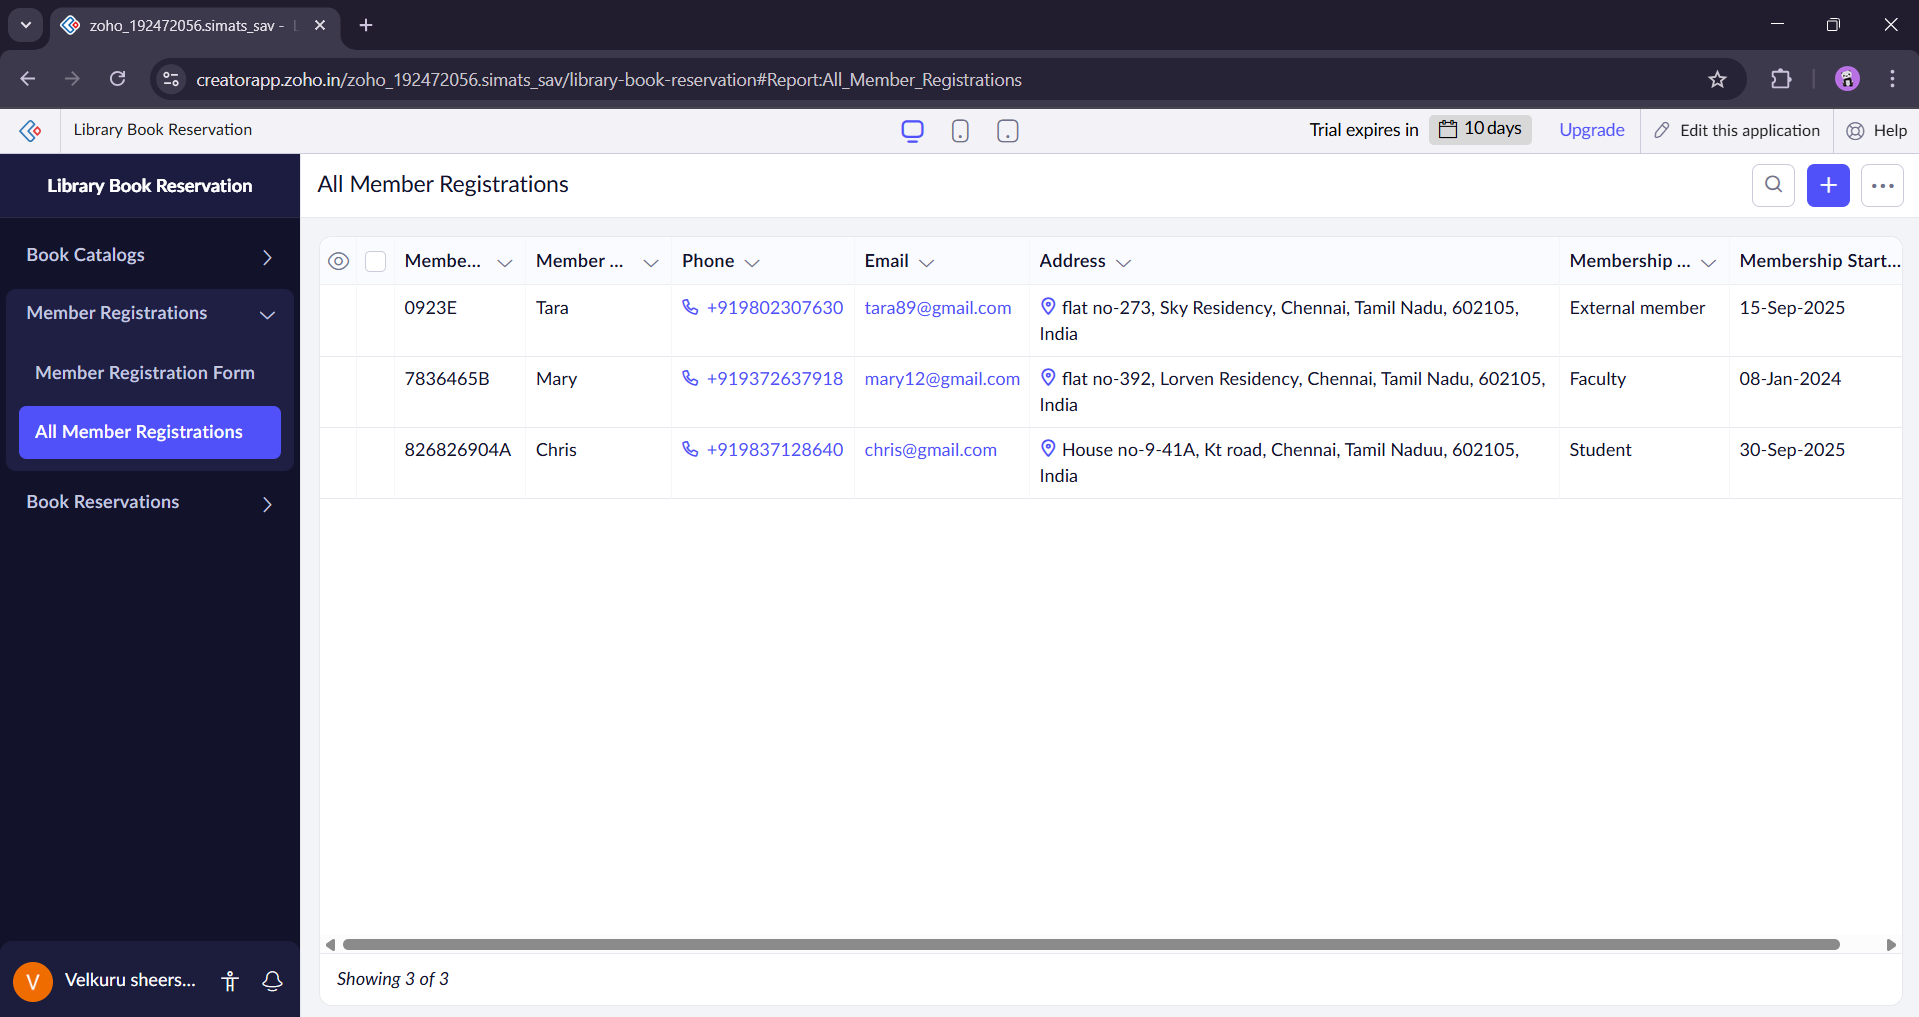 zoho_192472056.simats_sav -
creatorapp.zoho.in/zoho_192472056.simats_sav/library-book-reservation#Report:All_Member_Registrations
Library Book Reservation
Trial expires in 10 days Upgrade Edit this application Help
Library Book Reservation
All Member Registrations
Book Catalogs
Member Registrations
Member Registration Form
All Member Registrations
Book Reservations
Membe... Member ... Phone Email Address Membership ... Membership Start...
0923E Tara +919802307630 tara89@gmail.com flat no-273, Sky Residency, Chennai, Tamil Nadu, 602105, External member 15-Sep-2025
India
7836465B Mary +919372637918 mary12@gmail.com flat no-392, Lorven Residency, Chennai, Tamil Nadu, 602105, Faculty 08-Jan-2024
India
826826904A Chris +919837128640 chris@gmail.com House no-9-41A, Kt road, Chennai, Tamil Naduu, 602105, Student 30-Sep-2025
India
Showing 3 of 3
V Velkuru sheers...